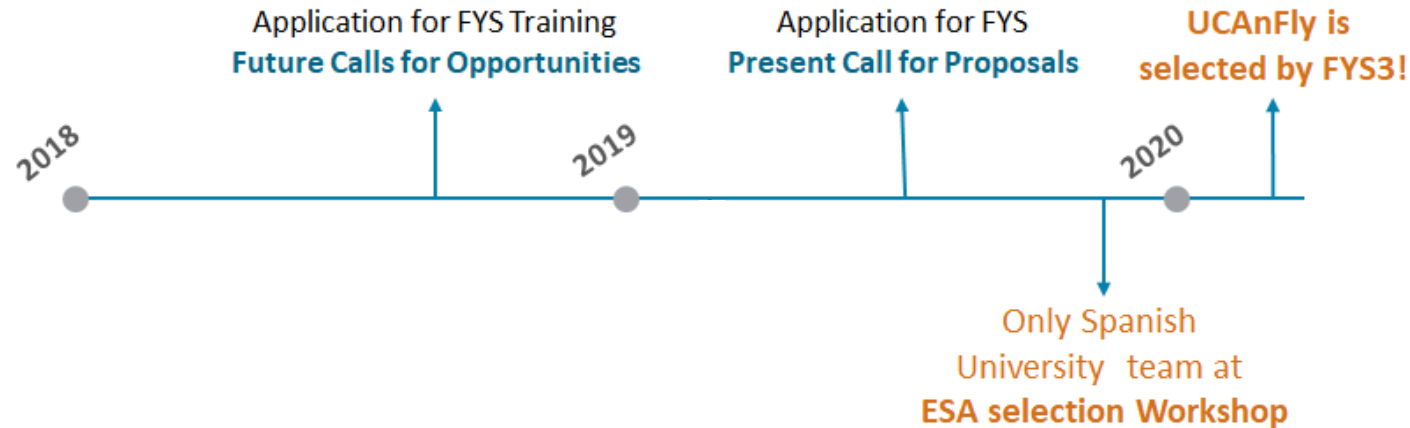 Application for FYS Training
Future Calls for Opportunities
Application for FYS
Present Call for Proposals
UCAnFly is
selected by FYS3!
2018
2019
2020
Only Spanish
University team at
ESA selection Workshop